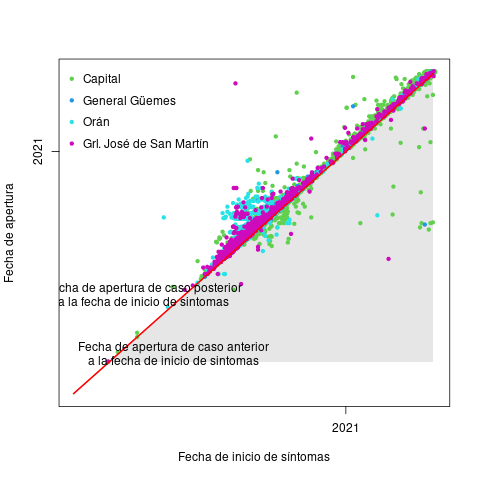 Capital
General Güemes
Orán
Grl. José de San Martín
2021
Fecha de apertura
cha de apertura de caso posterior
a la fecha de inicio de síntomas
Fecha de apertura de caso anterior
a la fecha de inicio de sintomas
2021
Fecha de inicio de síntomas